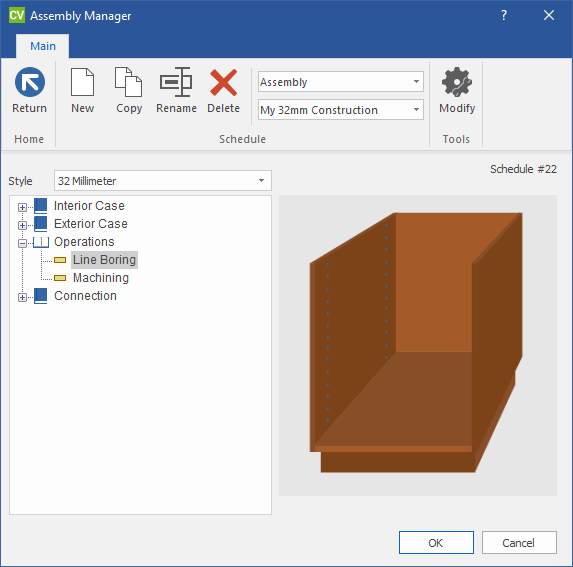 CV Assembly Manager ?
Main
Return
New
Copy
Rename
Delete
Assembly
My 32mm Construction
Modify
Home
Schedule
Tools
Schedule #22
Style
32 Millimeter
Interior Case
Exterior Case
Operations
Line Boring
Machining
Connection
OK
Cancel